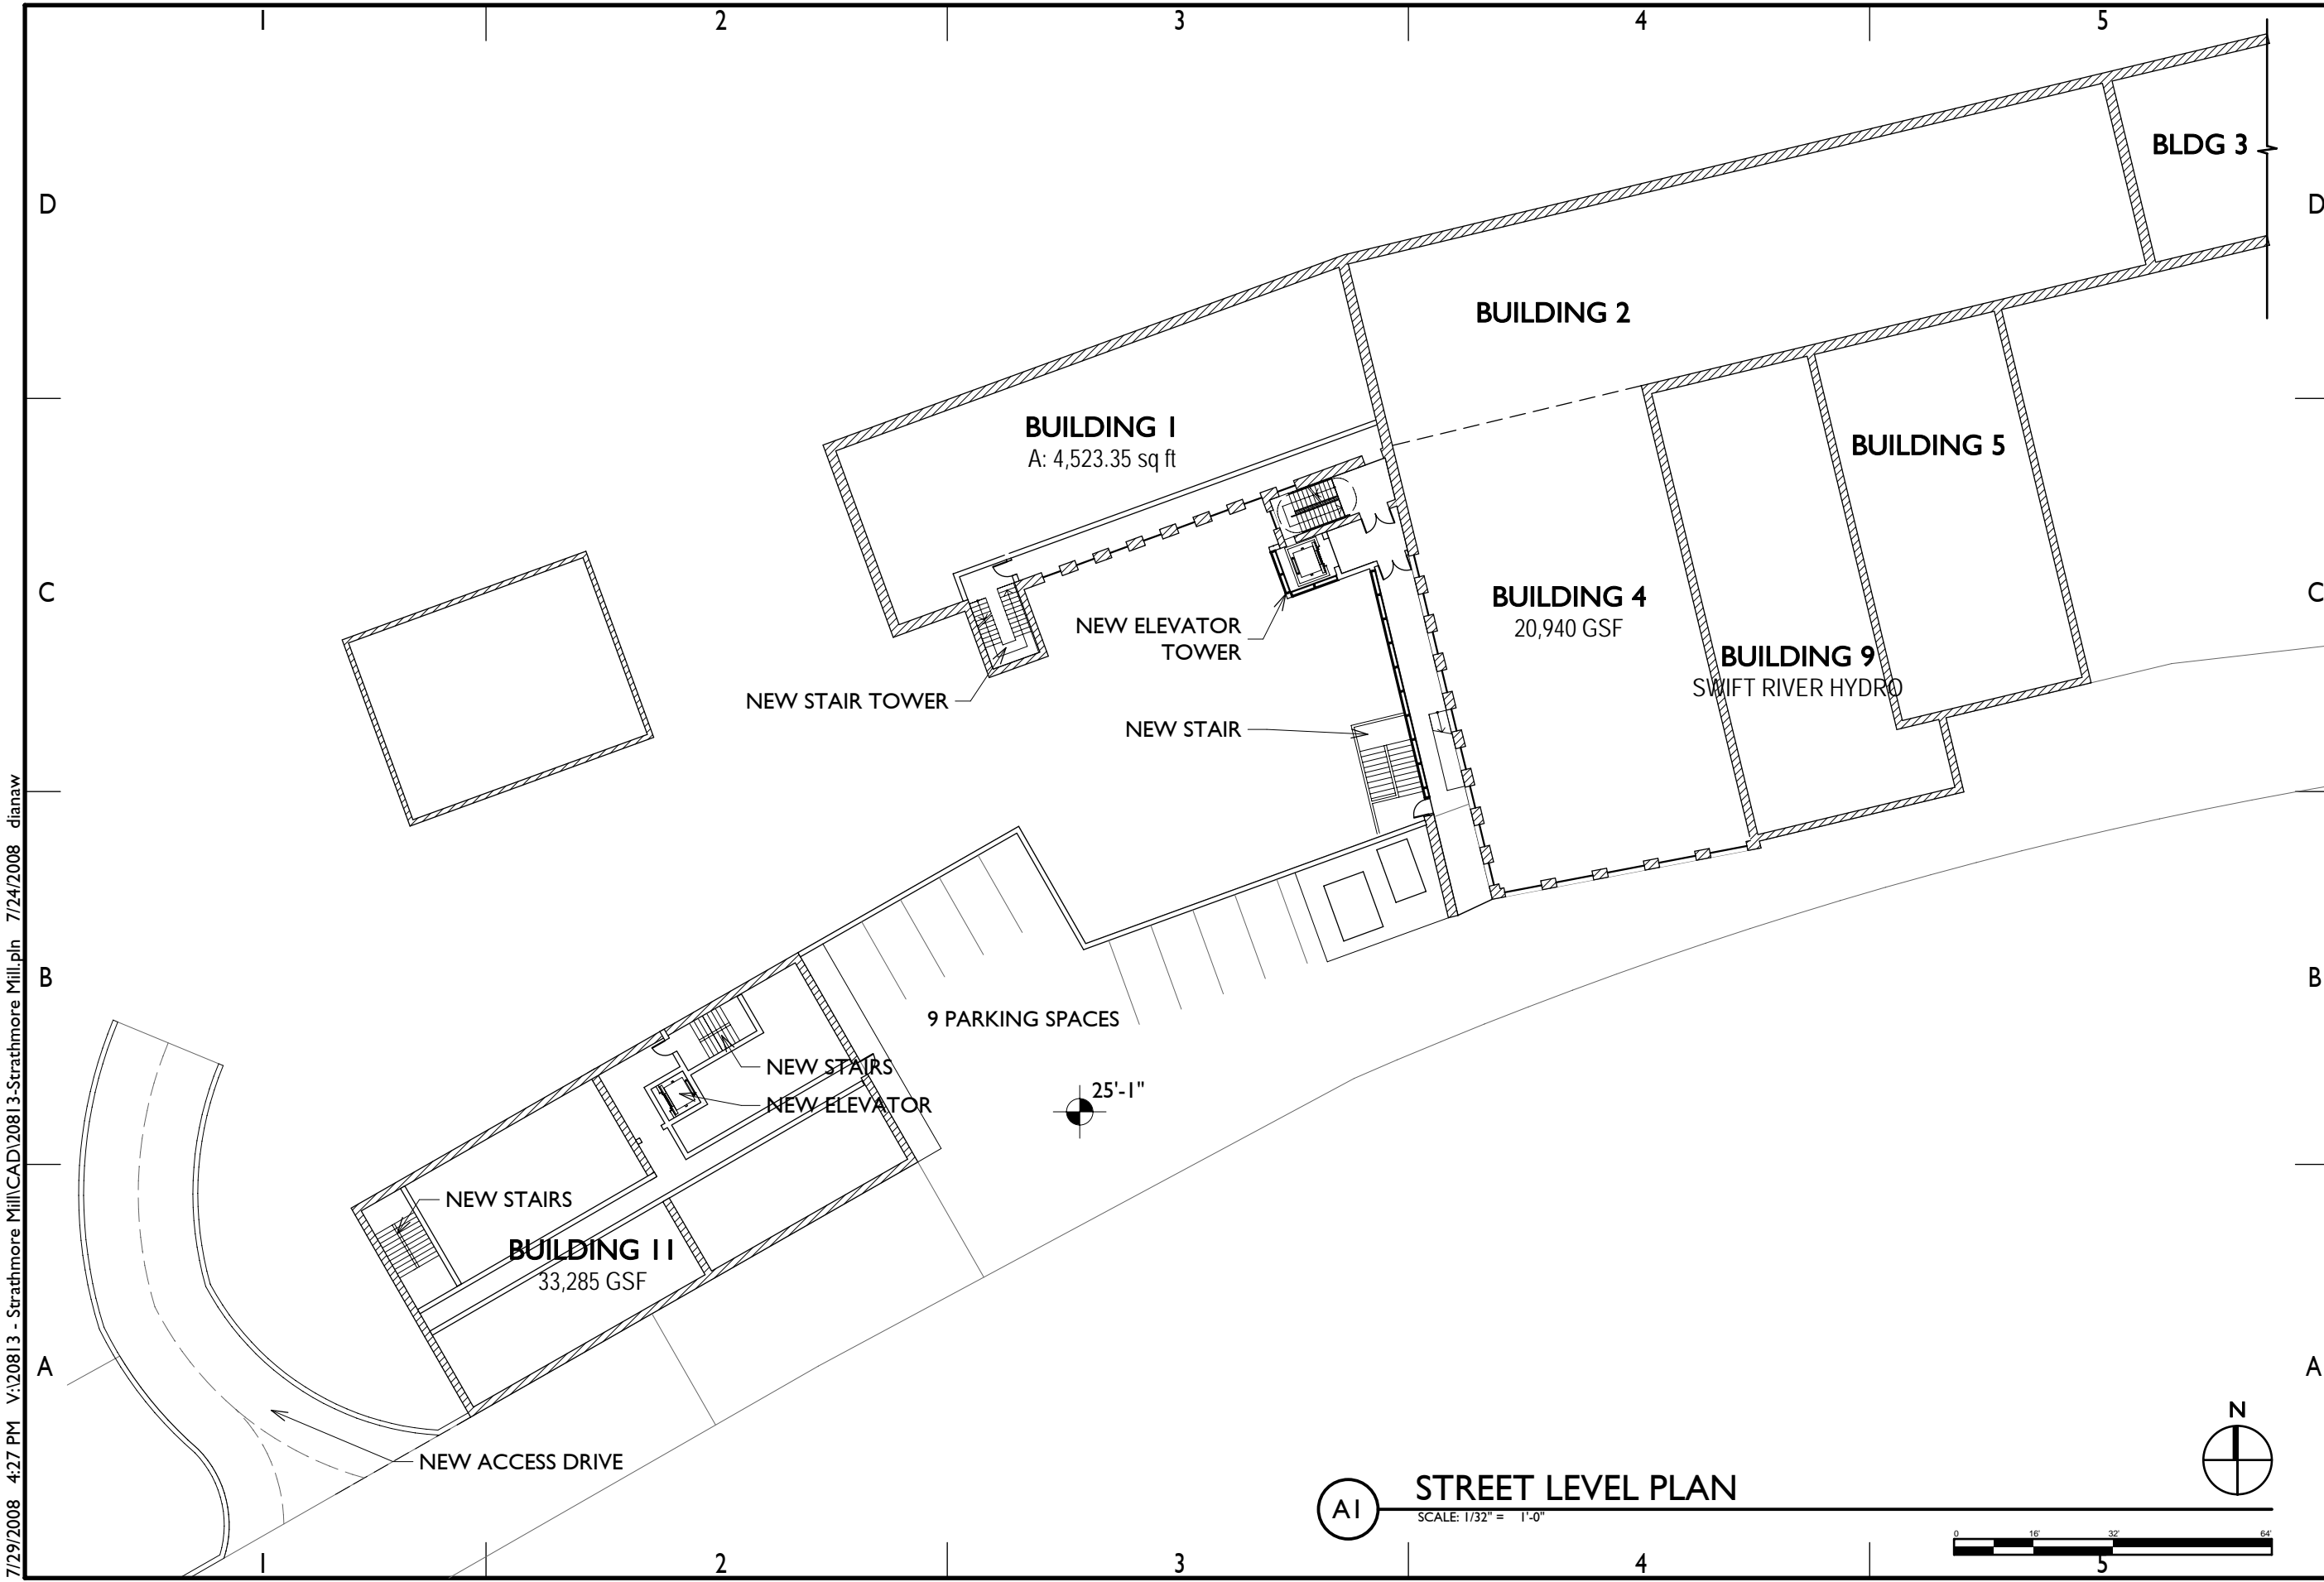 1 2 3 4 5
BLDG 3
D D
BUILDING 2
BUILDING 1
A: 4,523.35 sq ft
BUILDING 5
C C
BUILDING 4
20,940 GSF
NEW ELEVATOR
TOWER
BUILDING 9
SWIFT RIVER HYDRO
NEW STAIR TOWER
NEW STAIR
B B
9 PARKING SPACES
NEW STAIRS
25'-1"
NEW ELEVATOR
NEW STAIRS
BUILDING 11
33,285 GSF
A A
NEW ACCESS DRIVE
N
A1
STREET LEVEL PLAN
SCALE: 1/32" = 1'-0"
0 16' 32' 64'
1 2 3 4 5
7/29/2008 4:27 PM V:\20813 - Strathmore Mill\CAD\20813-Strathmore Mill.pln 7/24/2008 dianaw